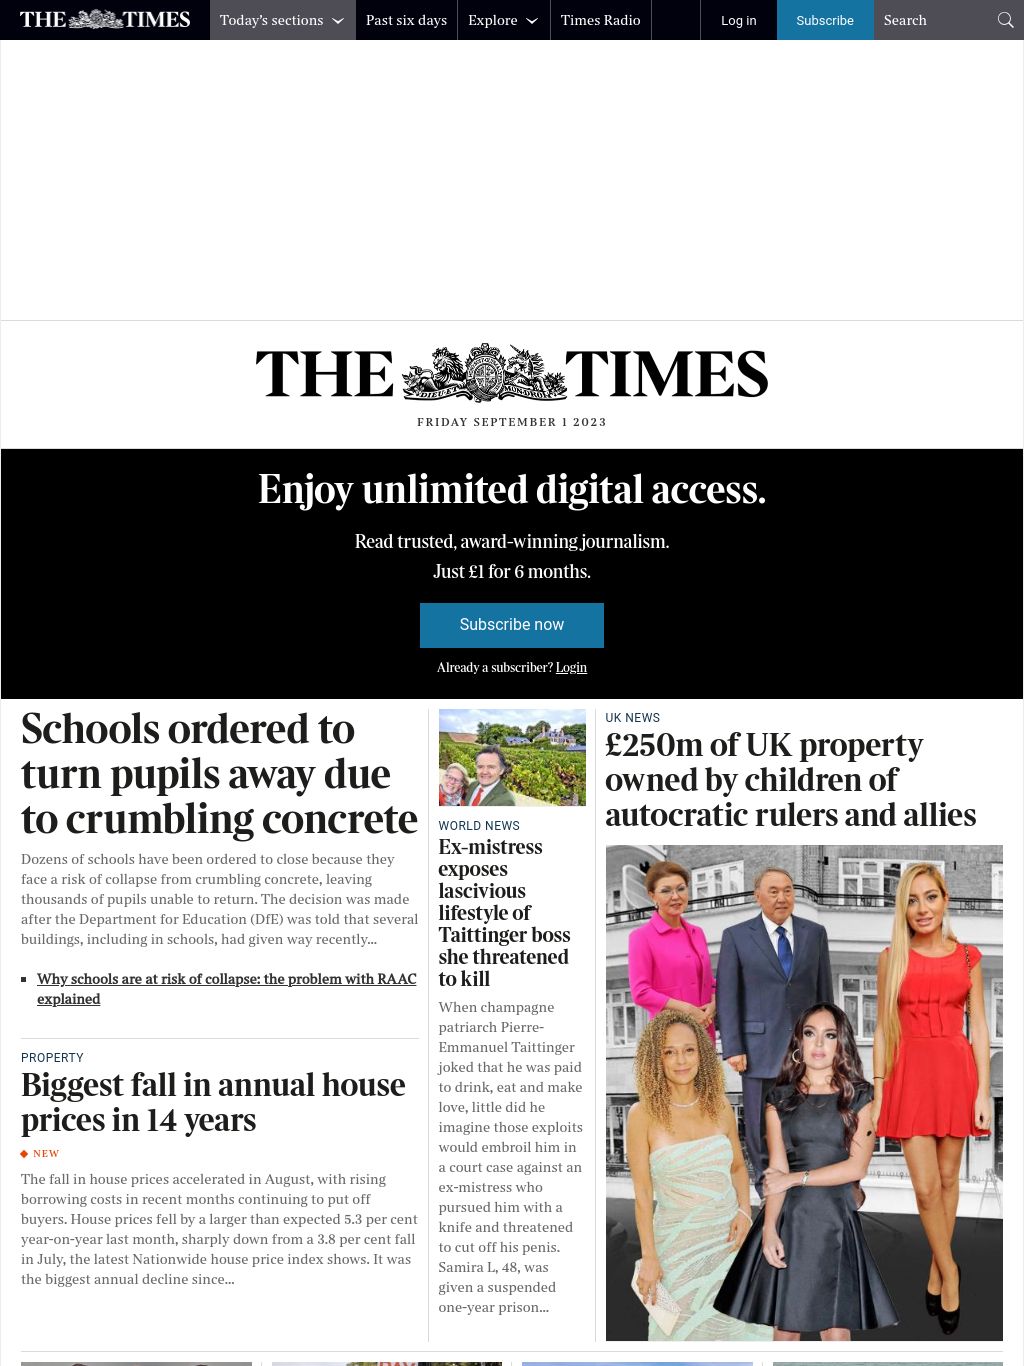 THE TIMES
Today's sections
Past six days
Explore
Times Radio
Log in
Subscribe
Search
THE TIMES
DIEU ET MON DROIT
FRIDAY SEPTEMBER 1 2023
Enjoy unlimited digital access.
Read trusted, award-winning journalism.
Just £1 for 6 months.
Subscribe now
Already a subscriber? Login
Schools ordered to
turn pupils away due
to crumbling concrete
Dozens of schools have been ordered to close because they
face a risk of collapse from crumbling concrete, leaving
thousands of pupils unable to return. The decision was made
after the Department for Education (DfE) was told that several
buildings, including in schools, had given way recently...
Why schools are at risk of collapse: the problem with RAAC
explained
PROPERTY
Biggest fall in annual house
prices in 14 years
NEW
The fall in house prices accelerated in August, with rising
borrowing costs in recent months continuing to put off
buyers. House prices fell by a larger than expected 5.3 per cent
year-on-year last month, sharply down from a 3.8 per cent fall
in July, the latest Nationwide house price index shows. It was
the biggest annual decline since...
WORLD NEWS
Ex-mistress
exposes
lascivious
lifestyle of
Taittinger boss
she threatened
to kill
When champagne
patriarch Pierre-
Emmanuel Taittinger
joked that he was paid
to drink, eat and make
love, little did he
imagine those exploits
would embroil him in
a court case against an
ex-mistress who
pursued him with a
knife and threatened
to cut off his penis.
Samira L, 48, was
given a suspended
one-year prison...
UK NEWS
£250m of UK property
owned by children of
autocratic rulers and allies